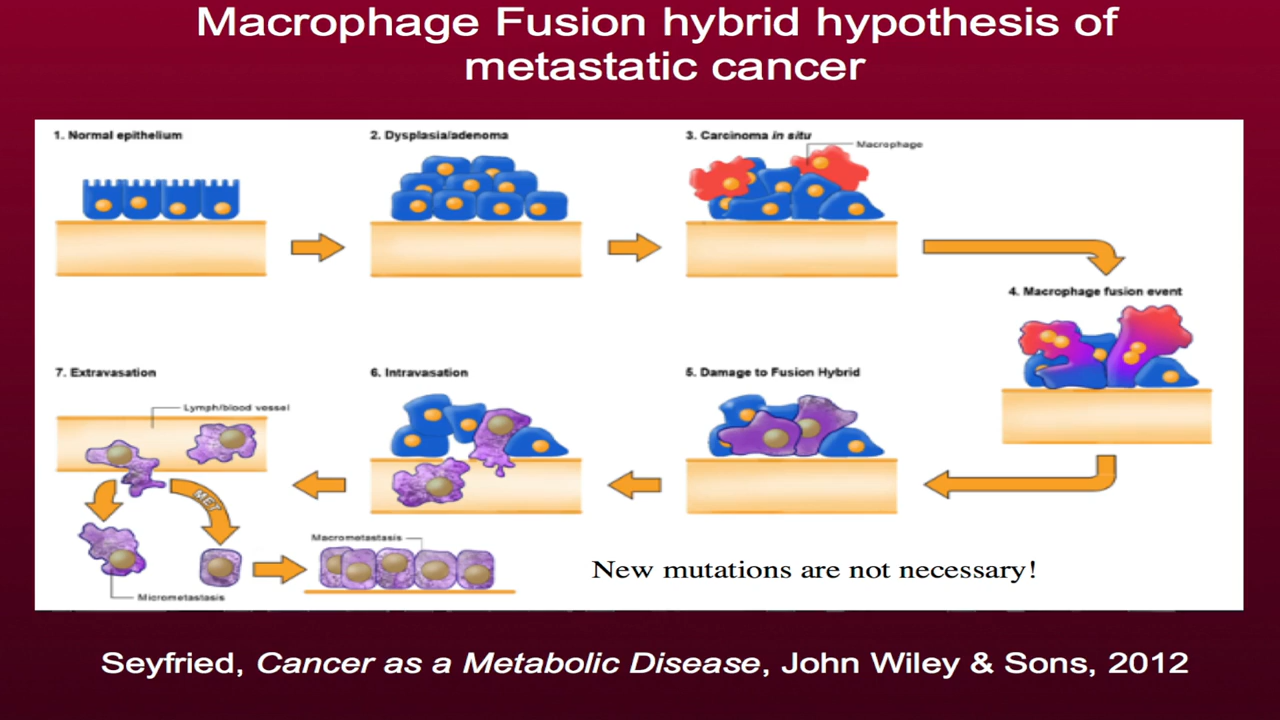 Macrophage Fusion hybrid hypothesis of
metastatic cancer
1. Normal epithelium
2. Dysplasia/adenoma
3. Carcinoma in situ
Macrophage
4. Macrophage fusion event
7. Extravasation
6. Intravasation
5. Damage to Fusion Hybrid
Lymph/blood vessel
MET
Macrometastasis
Micrometastasis
New mutations are not necessary!
Seyfried, Cancer as a Metabolic Disease, John Wiley & Sons, 2012